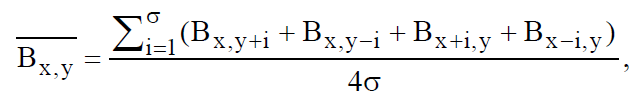 $$\overline{B_{x,y}} = \frac{\sum_{i=1}^{\sigma}(B_{x,y+i} + B_{x,y-i} + B_{x+i,y} + B_{x-i,y})}{4\sigma},$$